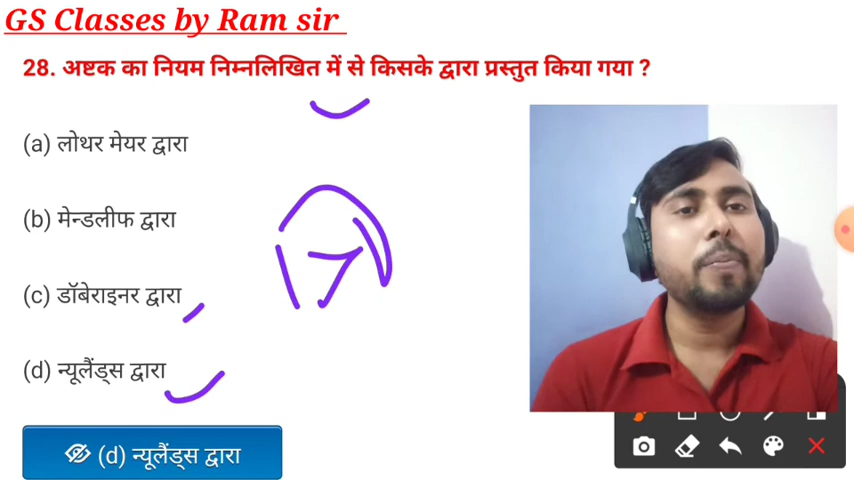 GS Classes by Ram sir
28. अष्टक का नियम निम्नलिखित में से किसके द्वारा प्रस्तुत किया गया ?
(a) लोथर मेयर द्वारा
(b) मेन्डलीफ द्वारा
(c) डॉबेराइनर द्वारा
(d) न्यूलैंड्स द्वारा
(d) न्यूलैंड्स द्वारा